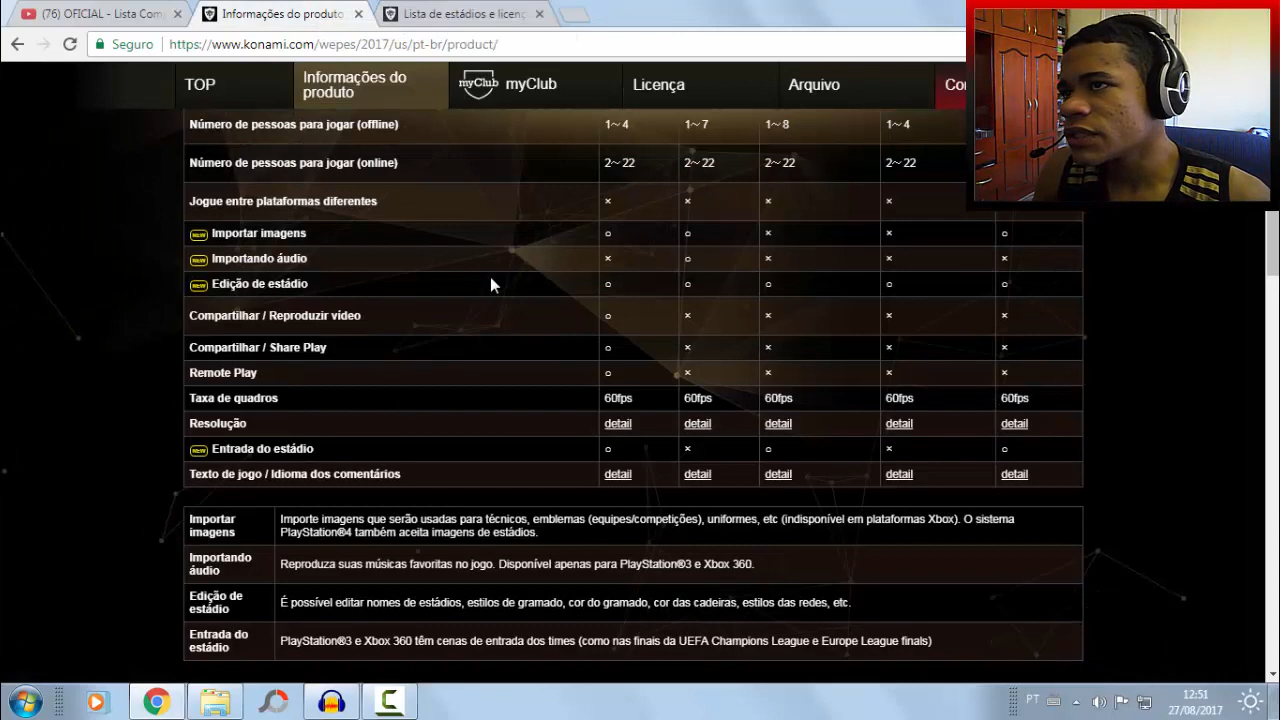 (76) OFICIAL - Lista Com
Informações do produto
Lista de estádios e licenç
Seguro
https://www.konami.com/wepes/2017/us/pt-br/product/
TOP
Informações do
produto
myClub
myClub
Licença
Arquivo
Número de pessoas para jogar (offline) 1~4 1~7 1~8 1~4
Número de pessoas para jogar (online) 2~22 2~22 2~22 2~22
Jogue entre plataformas diferentes × × × ×
NEW Importar imagens ○ ○ × × ○
NEW Importando áudio × ○ × × ×
NEW Edição de estádio ○ ○ ○ ○ ○
Compartilhar / Reproduzir vídeo ○ × × × ×
Compartilhar / Share Play ○ × × × ×
Remote Play ○ × × × ×
Taxa de quadros 60fps 60fps 60fps 60fps 60fps
Resolução detail detail detail detail detail
NEW Entrada do estádio ○ × ○ × ○
Texto de jogo / Idioma dos comentários detail detail detail detail detail
Importar
imagens
Importe imagens que serão usadas para técnicos, emblemas (equipes/competições), uniformes, etc (indisponível em plataformas Xbox). O sistema
PlayStation®4 também aceita imagens de estádios.
Importando
áudio
Reproduza suas músicas favoritas no jogo. Disponível apenas para PlayStation®3 e Xbox 360.
Edição de
estádio
É possível editar nomes de estádios, estilos de gramado, cor do gramado, cor das cadeiras, estilos das redes, etc.
Entrada do
estádio
PlayStation®3 e Xbox 360 têm cenas de entrada dos times (como nas finais da UEFA Champions League e Europe League finals)
PT
12:51
27/08/2017